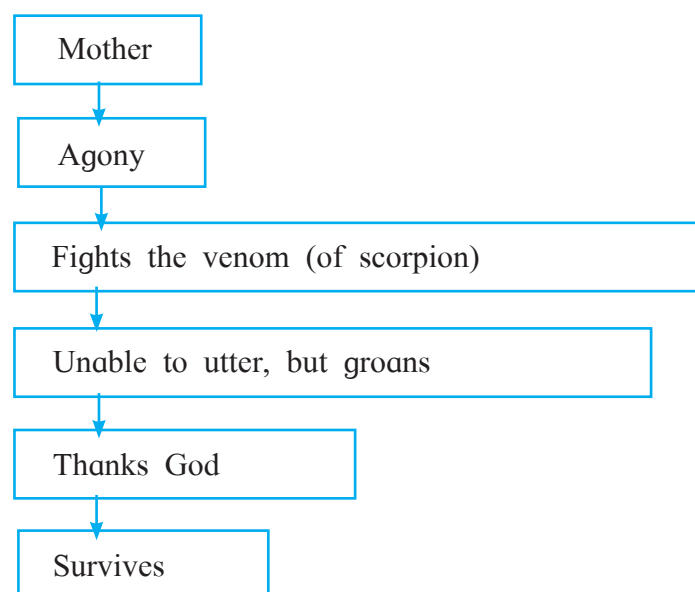 Mother
Agony
Fights the venom (of scorpion)
Unable to utter, but groans
Thanks God
Survives